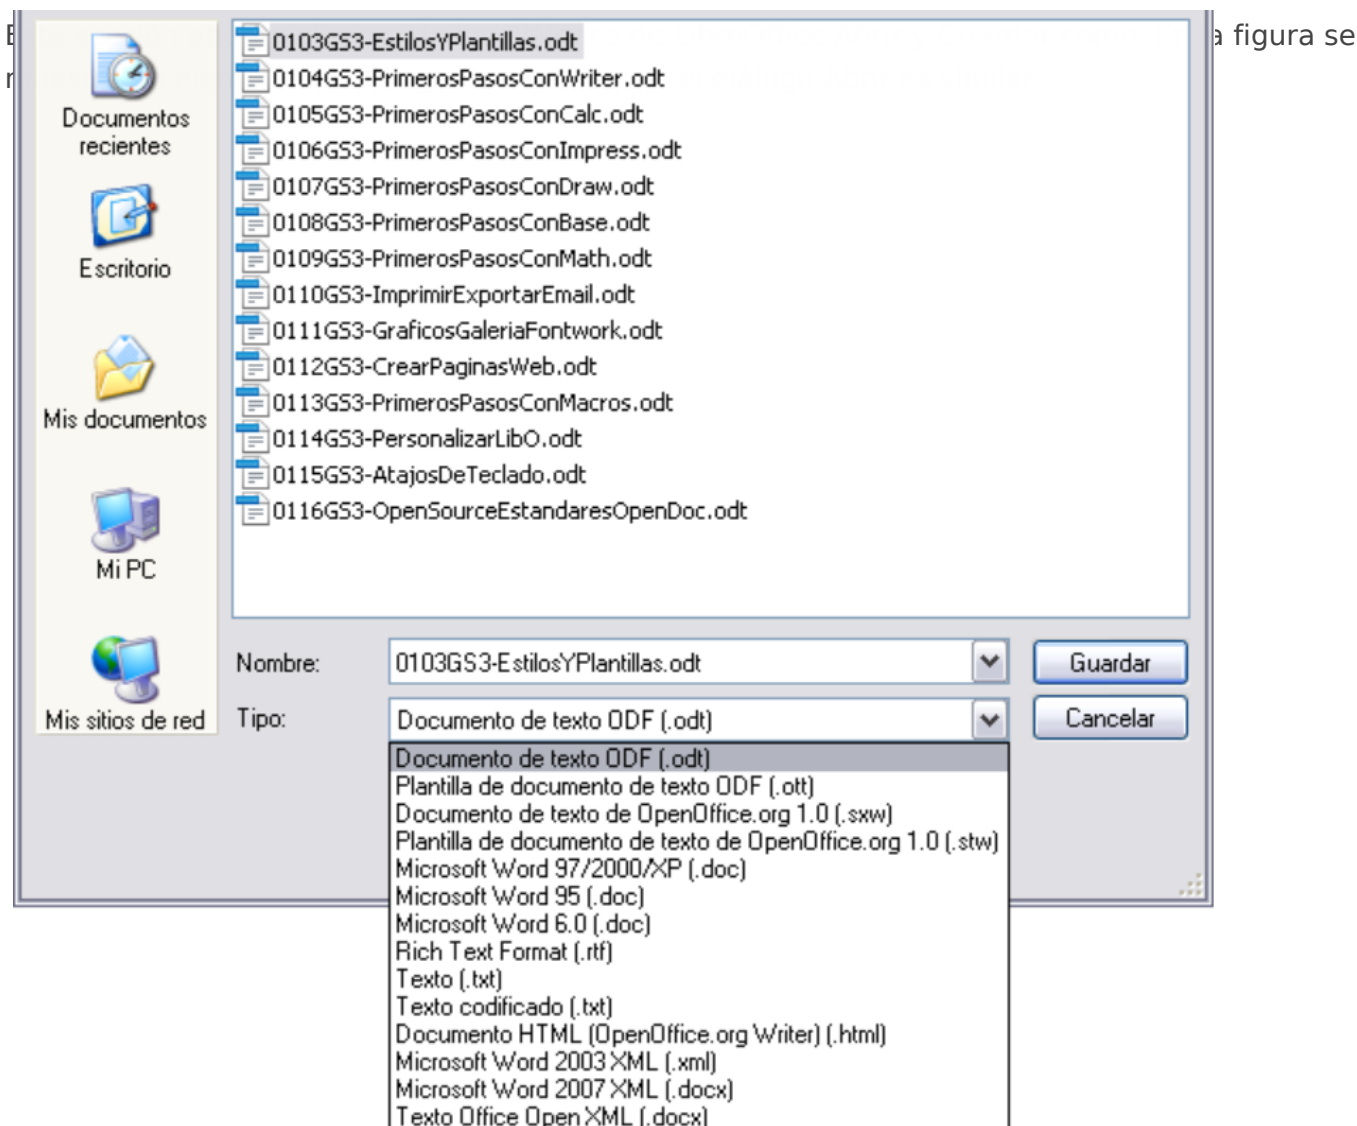 a figura se
Documentos
recientes
Escritorio
Mis documentos
Mi PC
Mis sitios de red
0103GS3-EstilosYPlantillas.odt
0104GS3-PrimerosPasosConWriter.odt
0105GS3-PrimerosPasosConCalc.odt
0106GS3-PrimerosPasosConImpress.odt
0107GS3-PrimerosPasosConDraw.odt
0108GS3-PrimerosPasosConBase.odt
0109GS3-PrimerosPasosConMath.odt
0110GS3-ImprimirExportarEmail.odt
0111GS3-GraficosGaleriaFontwork.odt
0112GS3-CrearPaginasWeb.odt
0113GS3-PrimerosPasosConMacros.odt
0114GS3-PersonalizarLibO.odt
0115GS3-AtajosDeTeclado.odt
0116GS3-OpenSourceEstandaresOpenDoc.odt
Nombre: 0103GS3-EstilosYPlantillas.odt Guardar
Tipo: Documento de texto ODF (.odt) Cancelar
Documento de texto ODF (.odt)
Plantilla de documento de texto ODF (.ott)
Documento de texto de OpenOffice.org 1.0 (.sxw)
Plantilla de documento de texto de OpenOffice.org 1.0 (.stw)
Microsoft Word 97/2000/XP (.doc)
Microsoft Word 95 (.doc)
Microsoft Word 6.0 (.doc)
Rich Text Format (.rtf)
Texto (.txt)
Texto codificado (.txt)
Documento HTML (OpenOffice.org Writer) (.html)
Microsoft Word 2003 XML (.xml)
Microsoft Word 2007 XML (.docx)
Texto Office Open XML (.docx)